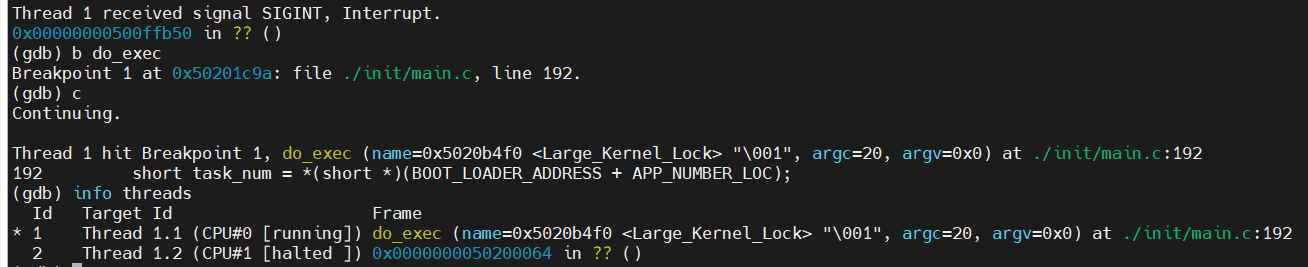 Thread 1 received signal SIGINT, Interrupt.
0x00000000500ffb50 in ?? ()
(gdb) b do_exec
Breakpoint 1 at 0x50201c9a: file ./init/main.c, line 192.
(gdb) c
Continuing.
Thread 1 hit Breakpoint 1, do_exec (name=0x5020b4f0 <Large_Kernel_Lock> "\001", argc=20, argv=0x0) at ./init/main.c:192
192 short task_num = *(short *)(BOOT_LOADER_ADDRESS + APP_NUMBER_LOC);
(gdb) info threads
Id Target Id Frame
* 1 Thread 1.1 (CPU#0 [running]) do_exec (name=0x5020b4f0 <Large_Kernel_Lock> "\001", argc=20, argv=0x0) at ./init/main.c:192
2 Thread 1.2 (CPU#1 [halted ]) 0x0000000050200064 in ?? ()